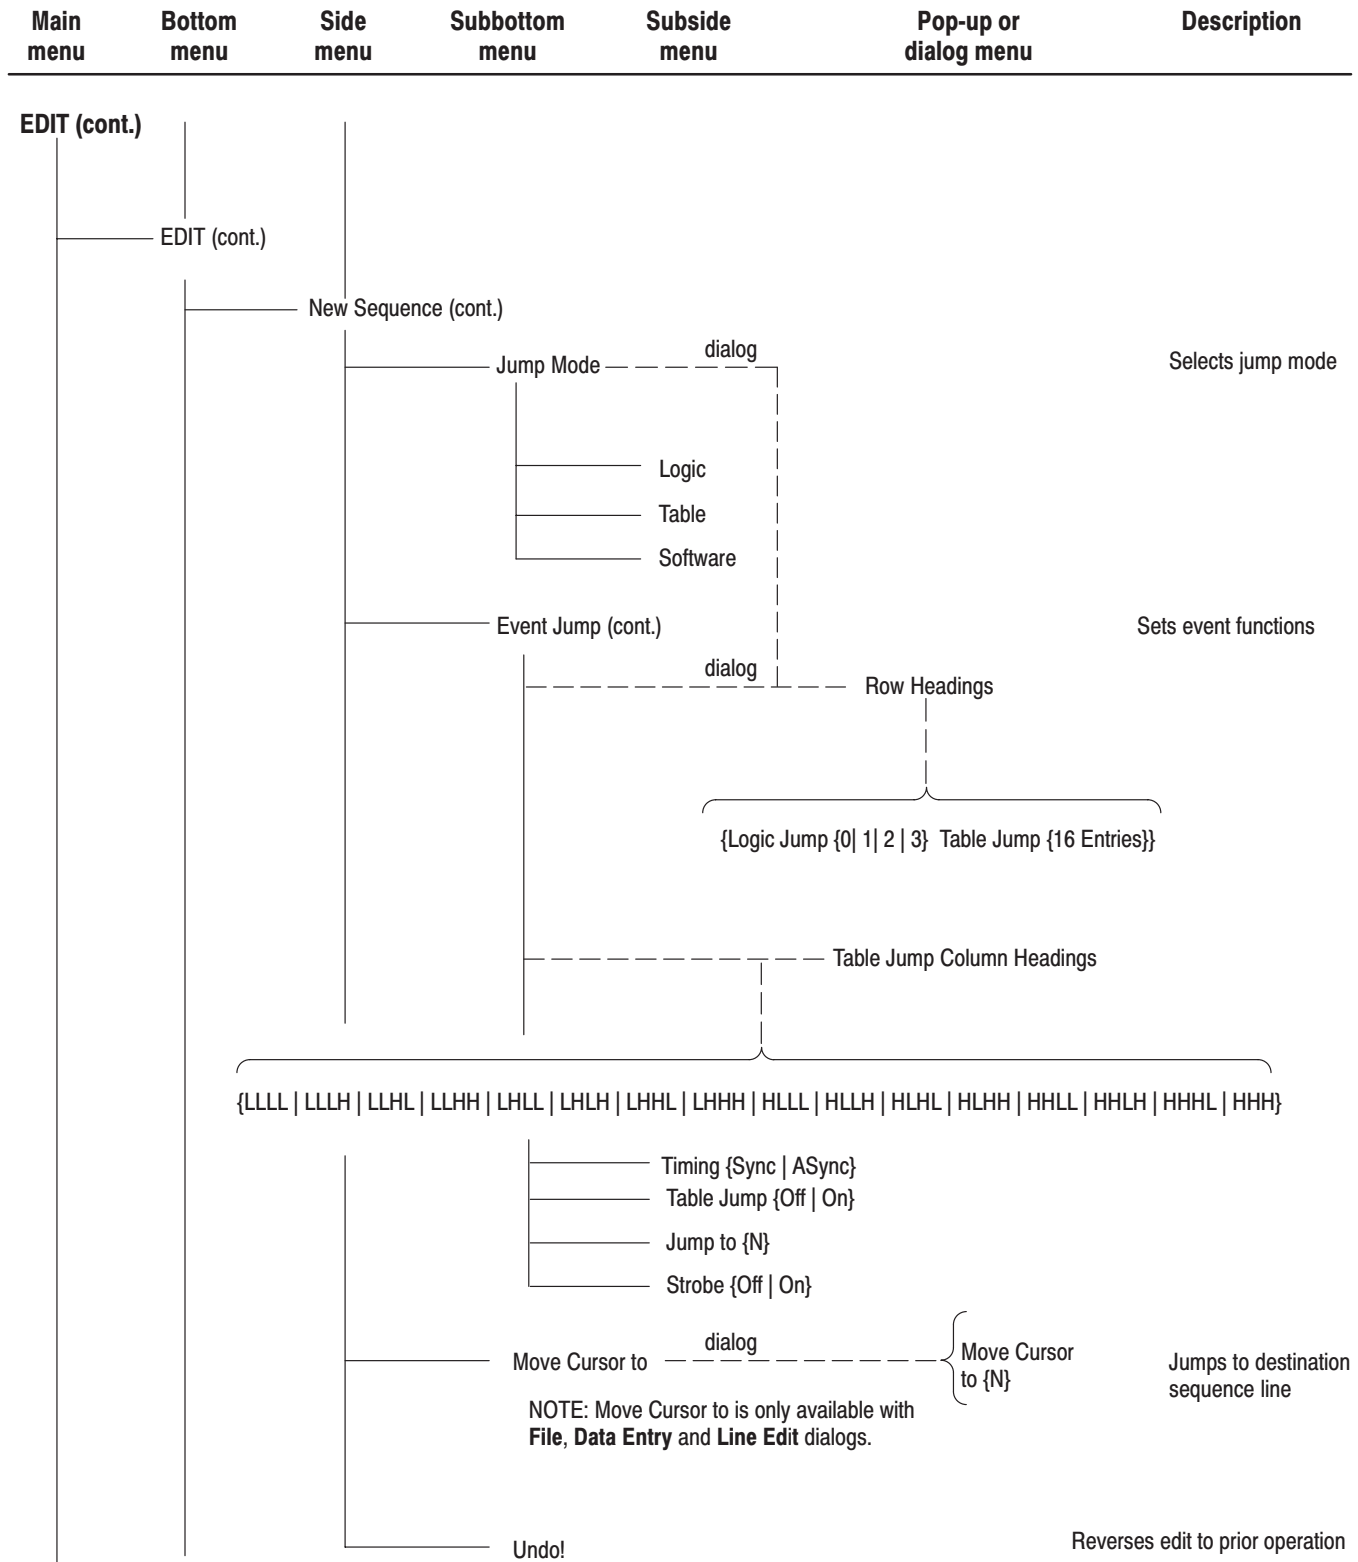 Main menu
Bottom menu
Side menu
Subbottom menu
Subside menu
Pop-up or dialog menu
Description
EDIT (cont.)
EDIT (cont.)
New Sequence (cont.)
Jump Mode
dialog
Selects jump mode
Logic
Table
Software
Event Jump (cont.)
Sets event functions
dialog
Row Headings
{Logic Jump {0| 1| 2 | 3} Table Jump {16 Entries}}
Table Jump Column Headings
{LLLL | LLLH | LLHL | LLHH | LHLL | LHLH | LHHL | LHHH | HLLL | HLLH | HLHL | HLHH | HHLL | HHLH | HHHL | HHH}
Timing {Sync | ASync}
Table Jump {Off | On}
Jump to {N}
Strobe {Off | On}
Move Cursor to
dialog
Move Cursor
to {N}
Jumps to destination
sequence line
NOTE: Move Cursor to is only available with
File, Data Entry and Line Edit dialogs.
Undo!
Reverses edit to prior operation